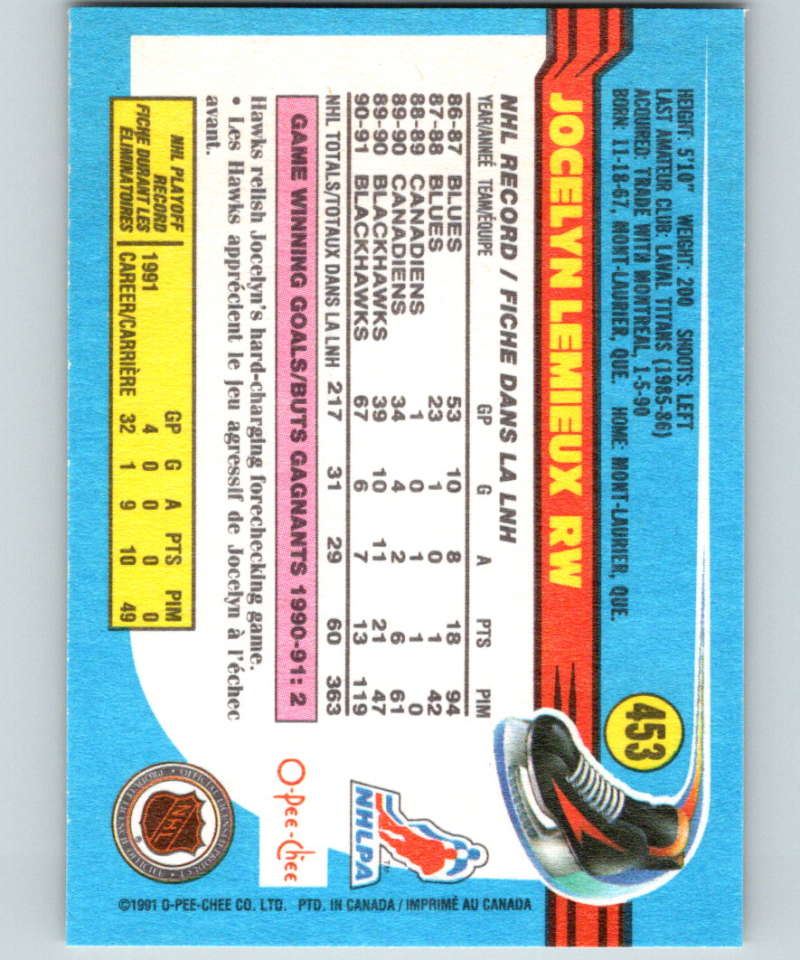 HEIGHT: 5'10" WEIGHT: 200 SHOOTS: LEFT
LAST AMATEUR CLUB: LAVAL TITANS (1985-86)
ACQUIRED: TRADE WITH MONTREAL, 1-5-90
BORN: 11-18-67, MONT-LAURIER, QUE. HOME: MONT-LAURIER, QUE.
453
JOCELYN LEMIEUX RW
NHL RECORD / FICHE DANS LA LNH
YEAR/ANNÉE TEAM/ÉQUIPE GP G A PTS PIM
86-87 BLUES 53 10 8 18 94
87-88 BLUES 23 1 0 1 42
88-89 CANADIENS 1 0 1 1 0
89-90 CANADIENS 34 4 2 6 61
89-90 BLACKHAWKS 39 10 11 21 47
90-91 BLACKHAWKS 67 6 7 13 119
NHL TOTALS/TOTAUX DANS LA LNH 217 31 29 60 363
GAME WINNING GOALS/BUTS GAGNANTS 1990-91: 2
Hawks relish Jocelyn's hard-charging forechecking game.
• Les Hawks apprécient le jeu agressif de Jocelyn à l'échec
avant.
NHL PLAYOFF
RECORD
FICHE DURANT LES
ÉLIMINATOIRES
GP G A PTS PIM
1991 4 0 0 0 0
CAREER/CARRIÈRE 32 1 9 10 49
NHLPA
TM
O-Pee-Chee
NHL
©1991 O-PEE-CHEE CO. LTD. PTD. IN CANADA / IMPRIMÉ AU CANADA